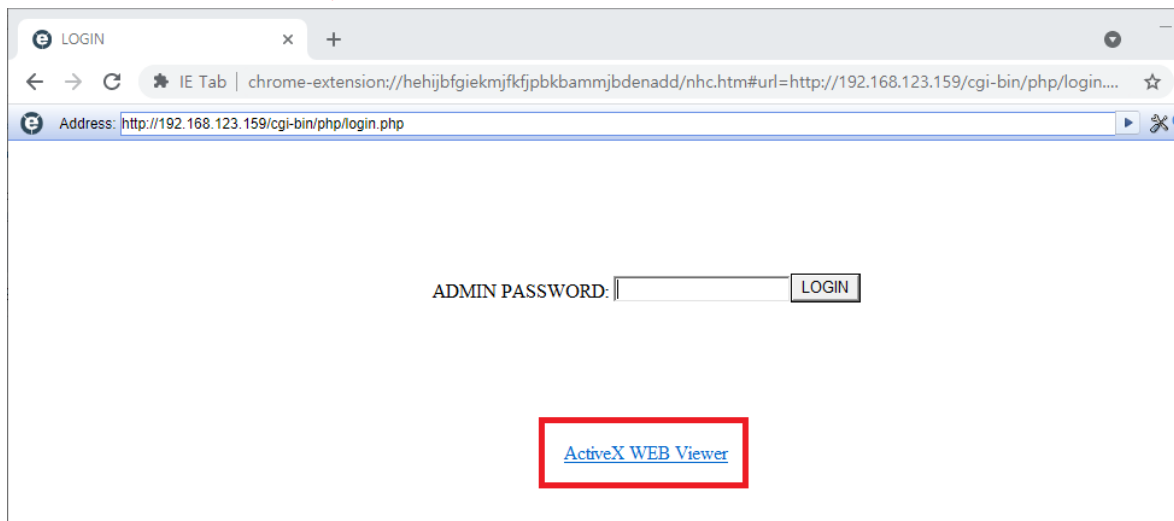 LOGIN
IE Tab chrome-extension://hehijbfgiekmjfkfjpbkbammjbdenadd/nhc.htm#url=http://192.168.123.159/cgi-bin/php/login....
Address: http://192.168.123.159/cgi-bin/php/login.php
ADMIN PASSWORD: LOGIN
ActiveX WEB Viewer